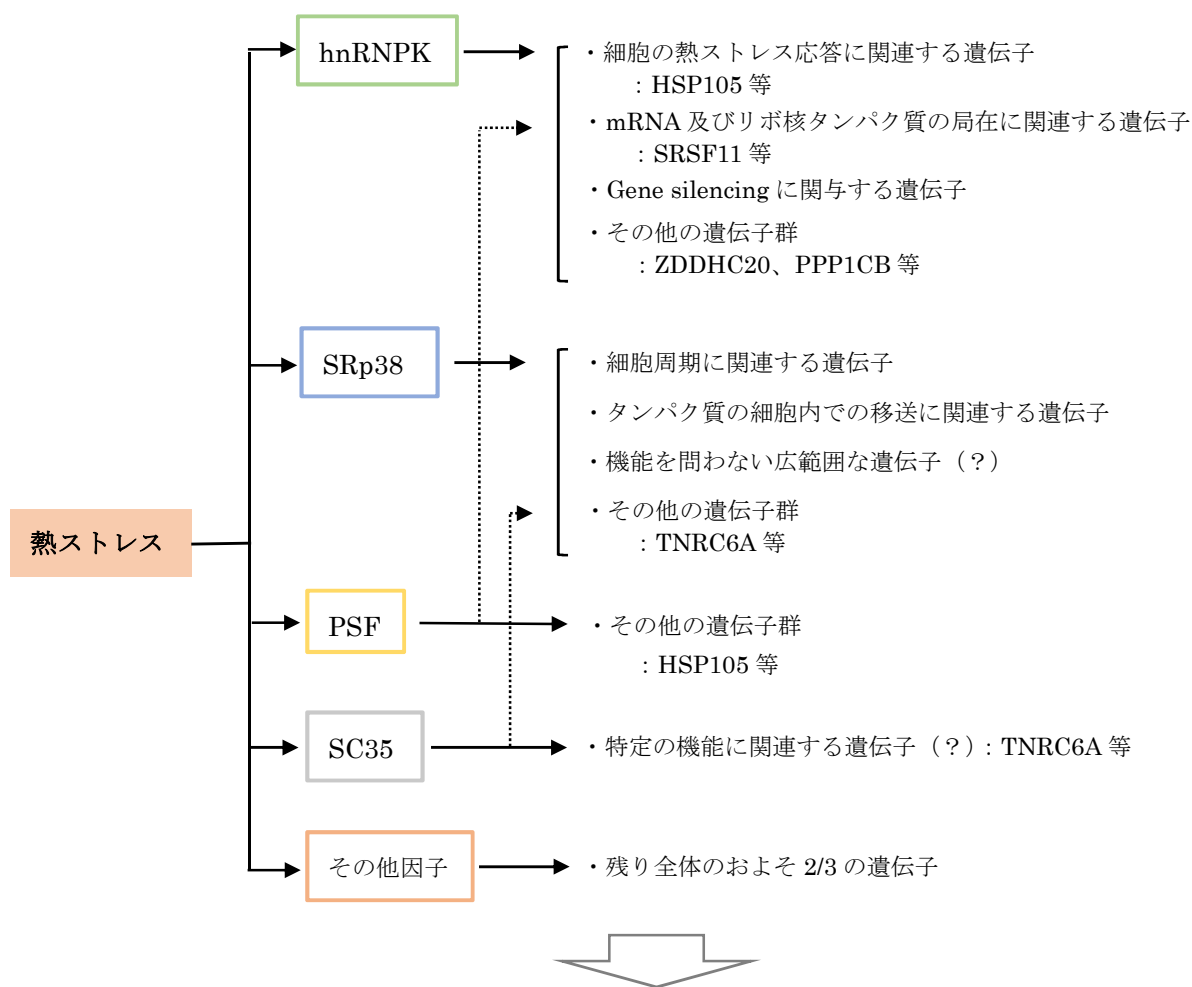 hnRNPK
・細胞の熱ストレス応答に関連する遺伝子
：HSP105 等
・mRNA 及びリボ核タンパク質の局在に関連する遺伝子
：SRSF11 等
・Gene silencing に関与する遺伝子
・その他の遺伝子群
：ZDDHC20、PPP1CB 等
SRp38
・細胞周期に関連する遺伝子
・タンパク質の細胞内での移送に関連する遺伝子
・機能を問わない広範囲な遺伝子（？）
・その他の遺伝子群
：TNRC6A 等
熱ストレス
PSF
・その他の遺伝子群
：HSP105 等
SC35
・特定の機能に関連する遺伝子（？）: TNRC6A 等
その他因子
・残り全体のおよそ 2/3 の遺伝子